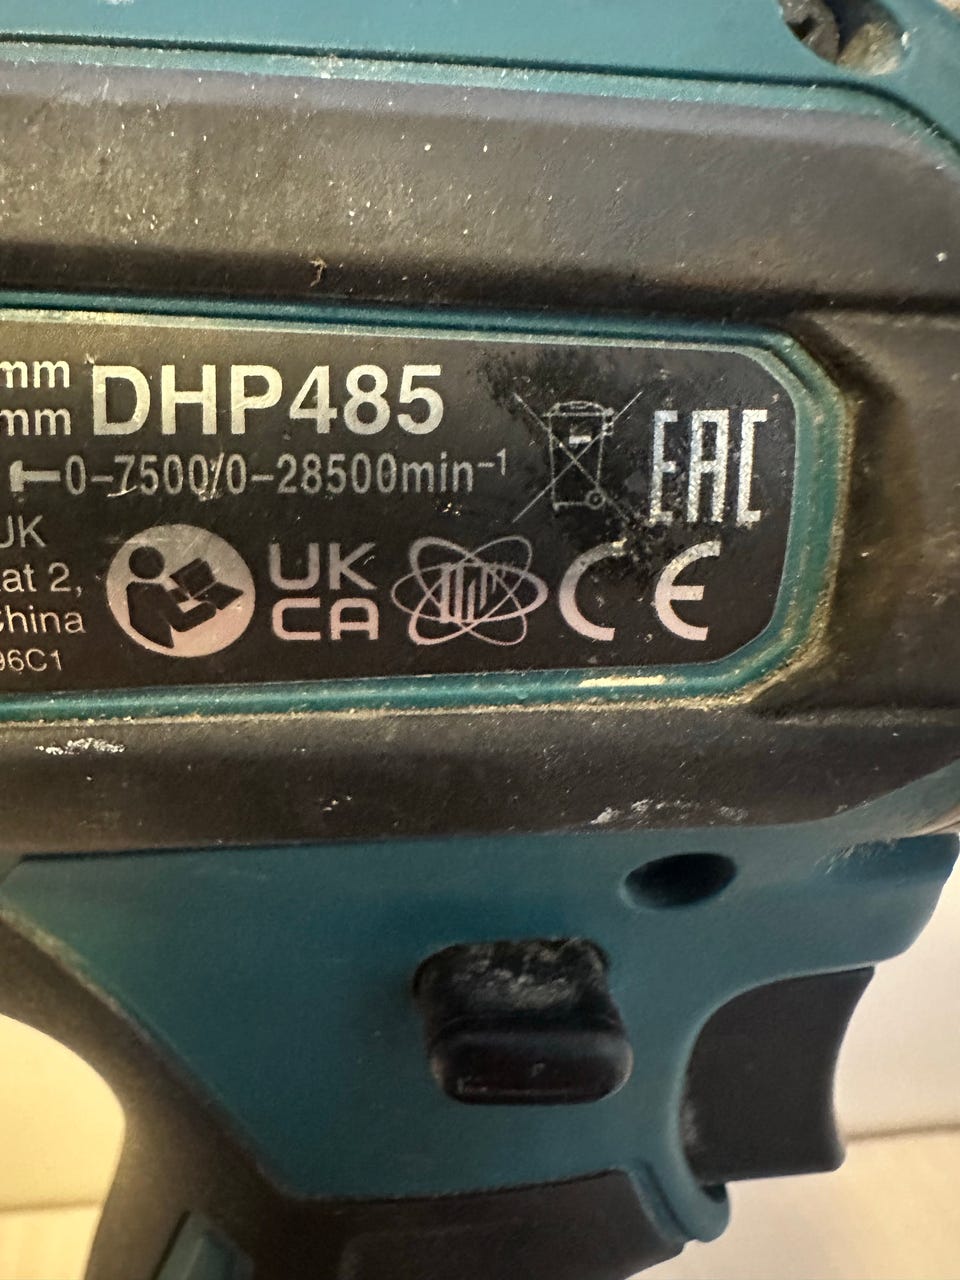 mm
mm
DHP485
0-7500/0-28500min⁻¹
EAC
UK
at 2,
China
96C1
UK
CA
CE